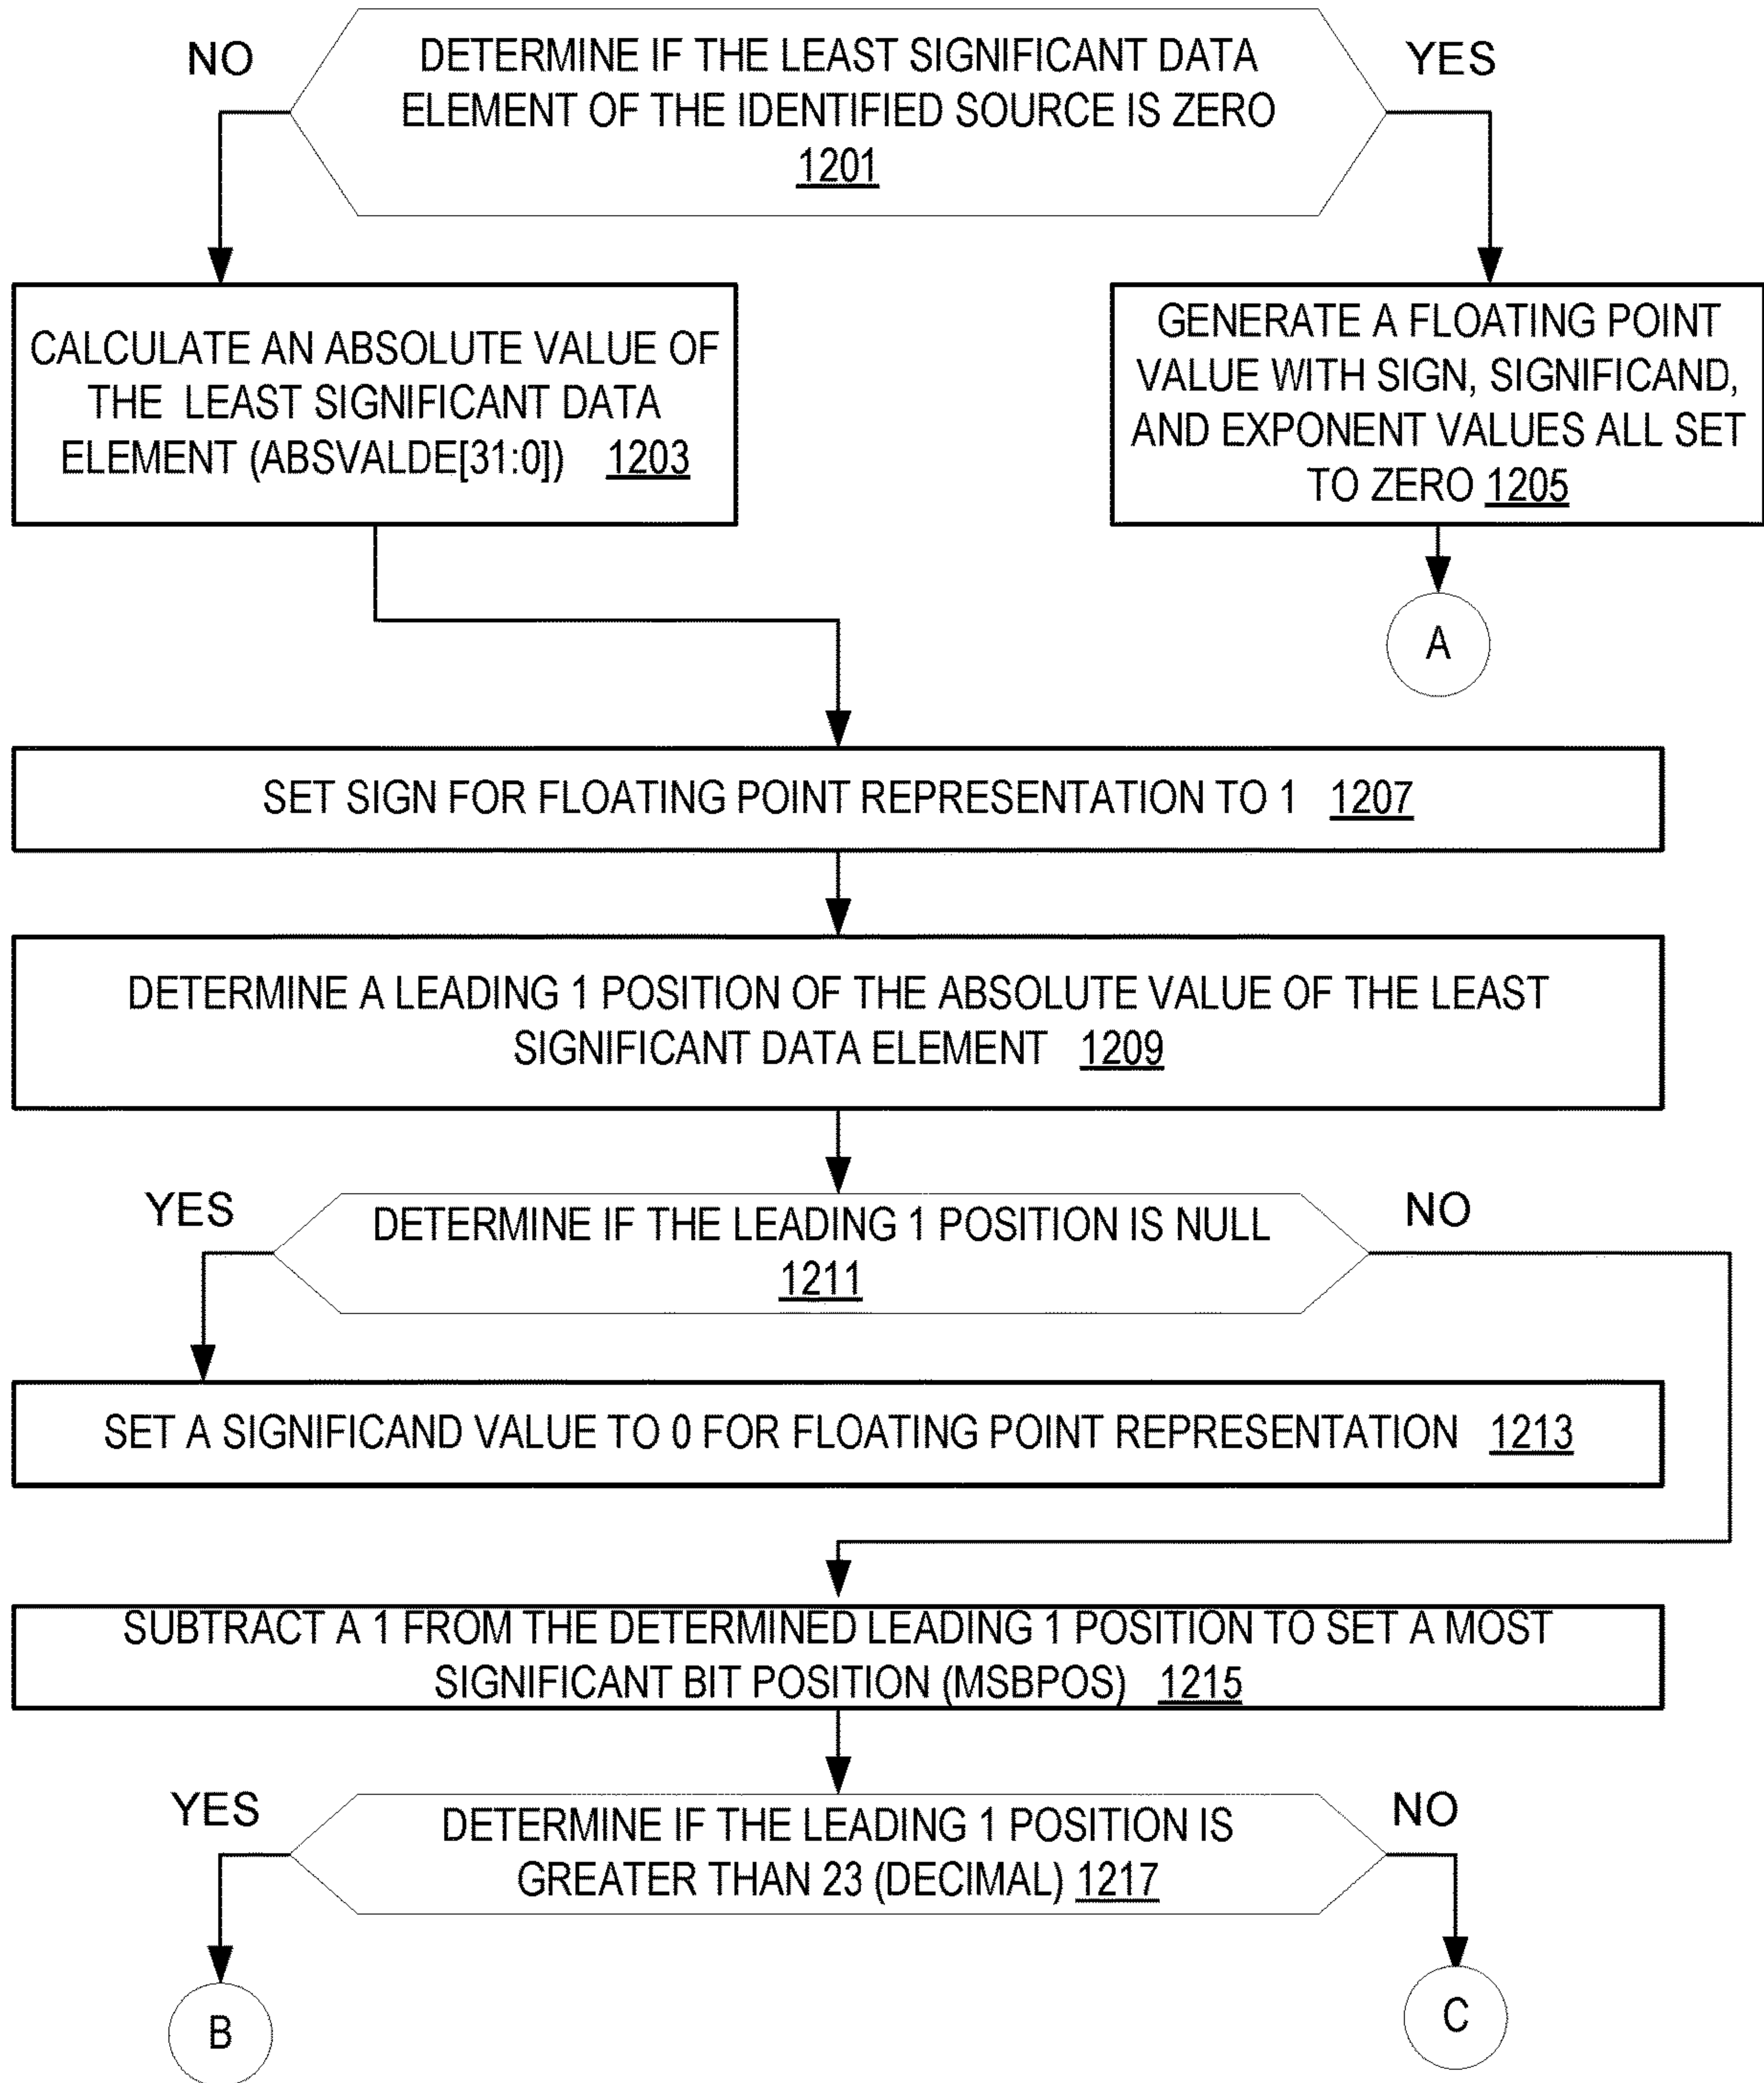 NO
DETERMINE IF THE LEAST SIGNIFICANT DATA
ELEMENT OF THE IDENTIFIED SOURCE IS ZERO
1201
YES
CALCULATE AN ABSOLUTE VALUE OF
THE LEAST SIGNIFICANT DATA
ELEMENT (ABSVALDE[31:0]) 1203
GENERATE A FLOATING POINT
VALUE WITH SIGN, SIGNIFICAND,
AND EXPONENT VALUES ALL SET
TO ZERO 1205
A
SET SIGN FOR FLOATING POINT REPRESENTATION TO 1 1207
DETERMINE A LEADING 1 POSITION OF THE ABSOLUTE VALUE OF THE LEAST
SIGNIFICANT DATA ELEMENT 1209
YES
DETERMINE IF THE LEADING 1 POSITION IS NULL
1211
NO
SET A SIGNIFICAND VALUE TO 0 FOR FLOATING POINT REPRESENTATION 1213
SUBTRACT A 1 FROM THE DETERMINED LEADING 1 POSITION TO SET A MOST
SIGNIFICANT BIT POSITION (MSBPOS) 1215
YES
DETERMINE IF THE LEADING 1 POSITION IS
GREATER THAN 23 (DECIMAL) 1217
NO
B
C